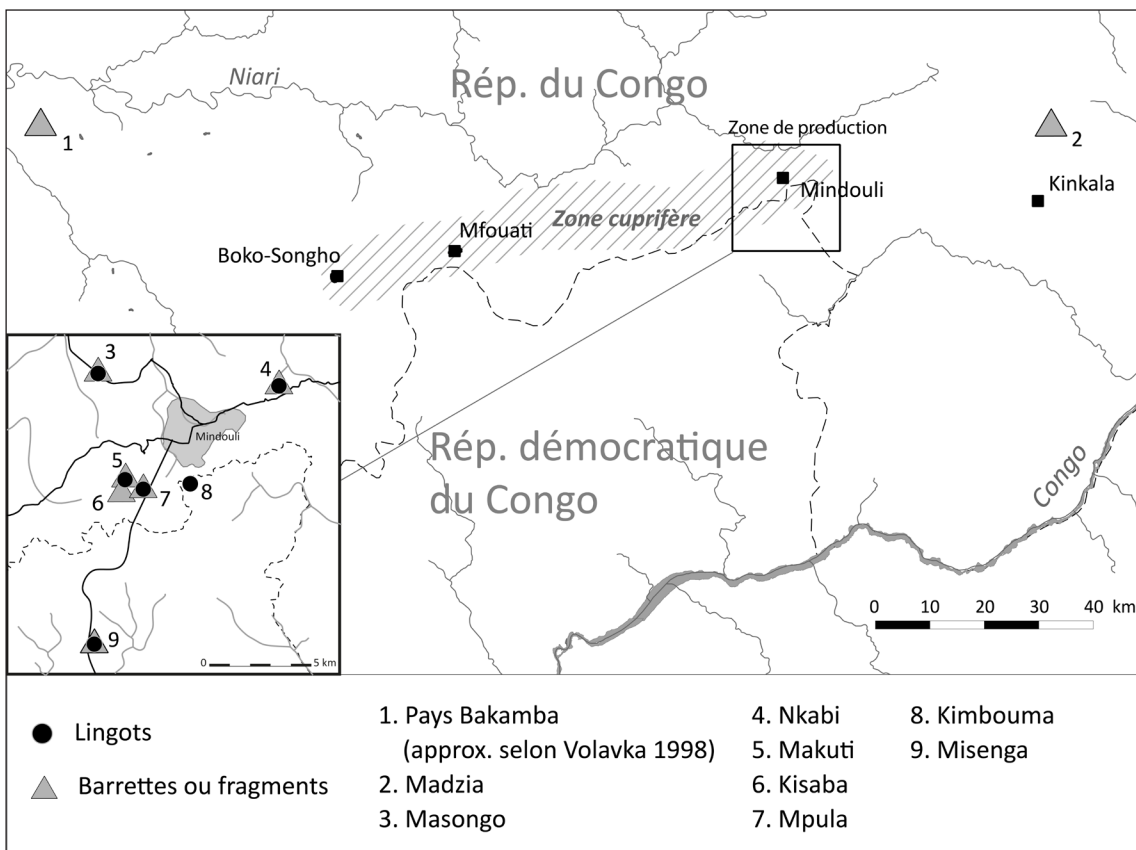 Niari
Rép. du Congo
1
Zone de production
2
Mindouli
Kinkala
Zone cuprifère
Mfouati
Boko-Songho
3
4
Mindouli
5
6
7
8
9
0 5 km
Rép. démocratique
du Congo
Congo
0 10 20 30 40 km
Lingots
Barrettes ou fragments
1. Pays Bakamba
(approx. selon Volavka 1998)
2. Madzia
3. Masongo
4. Nkabi
5. Makuti
6. Kisaba
7. Mpula
8. Kimbouma
9. Misenga